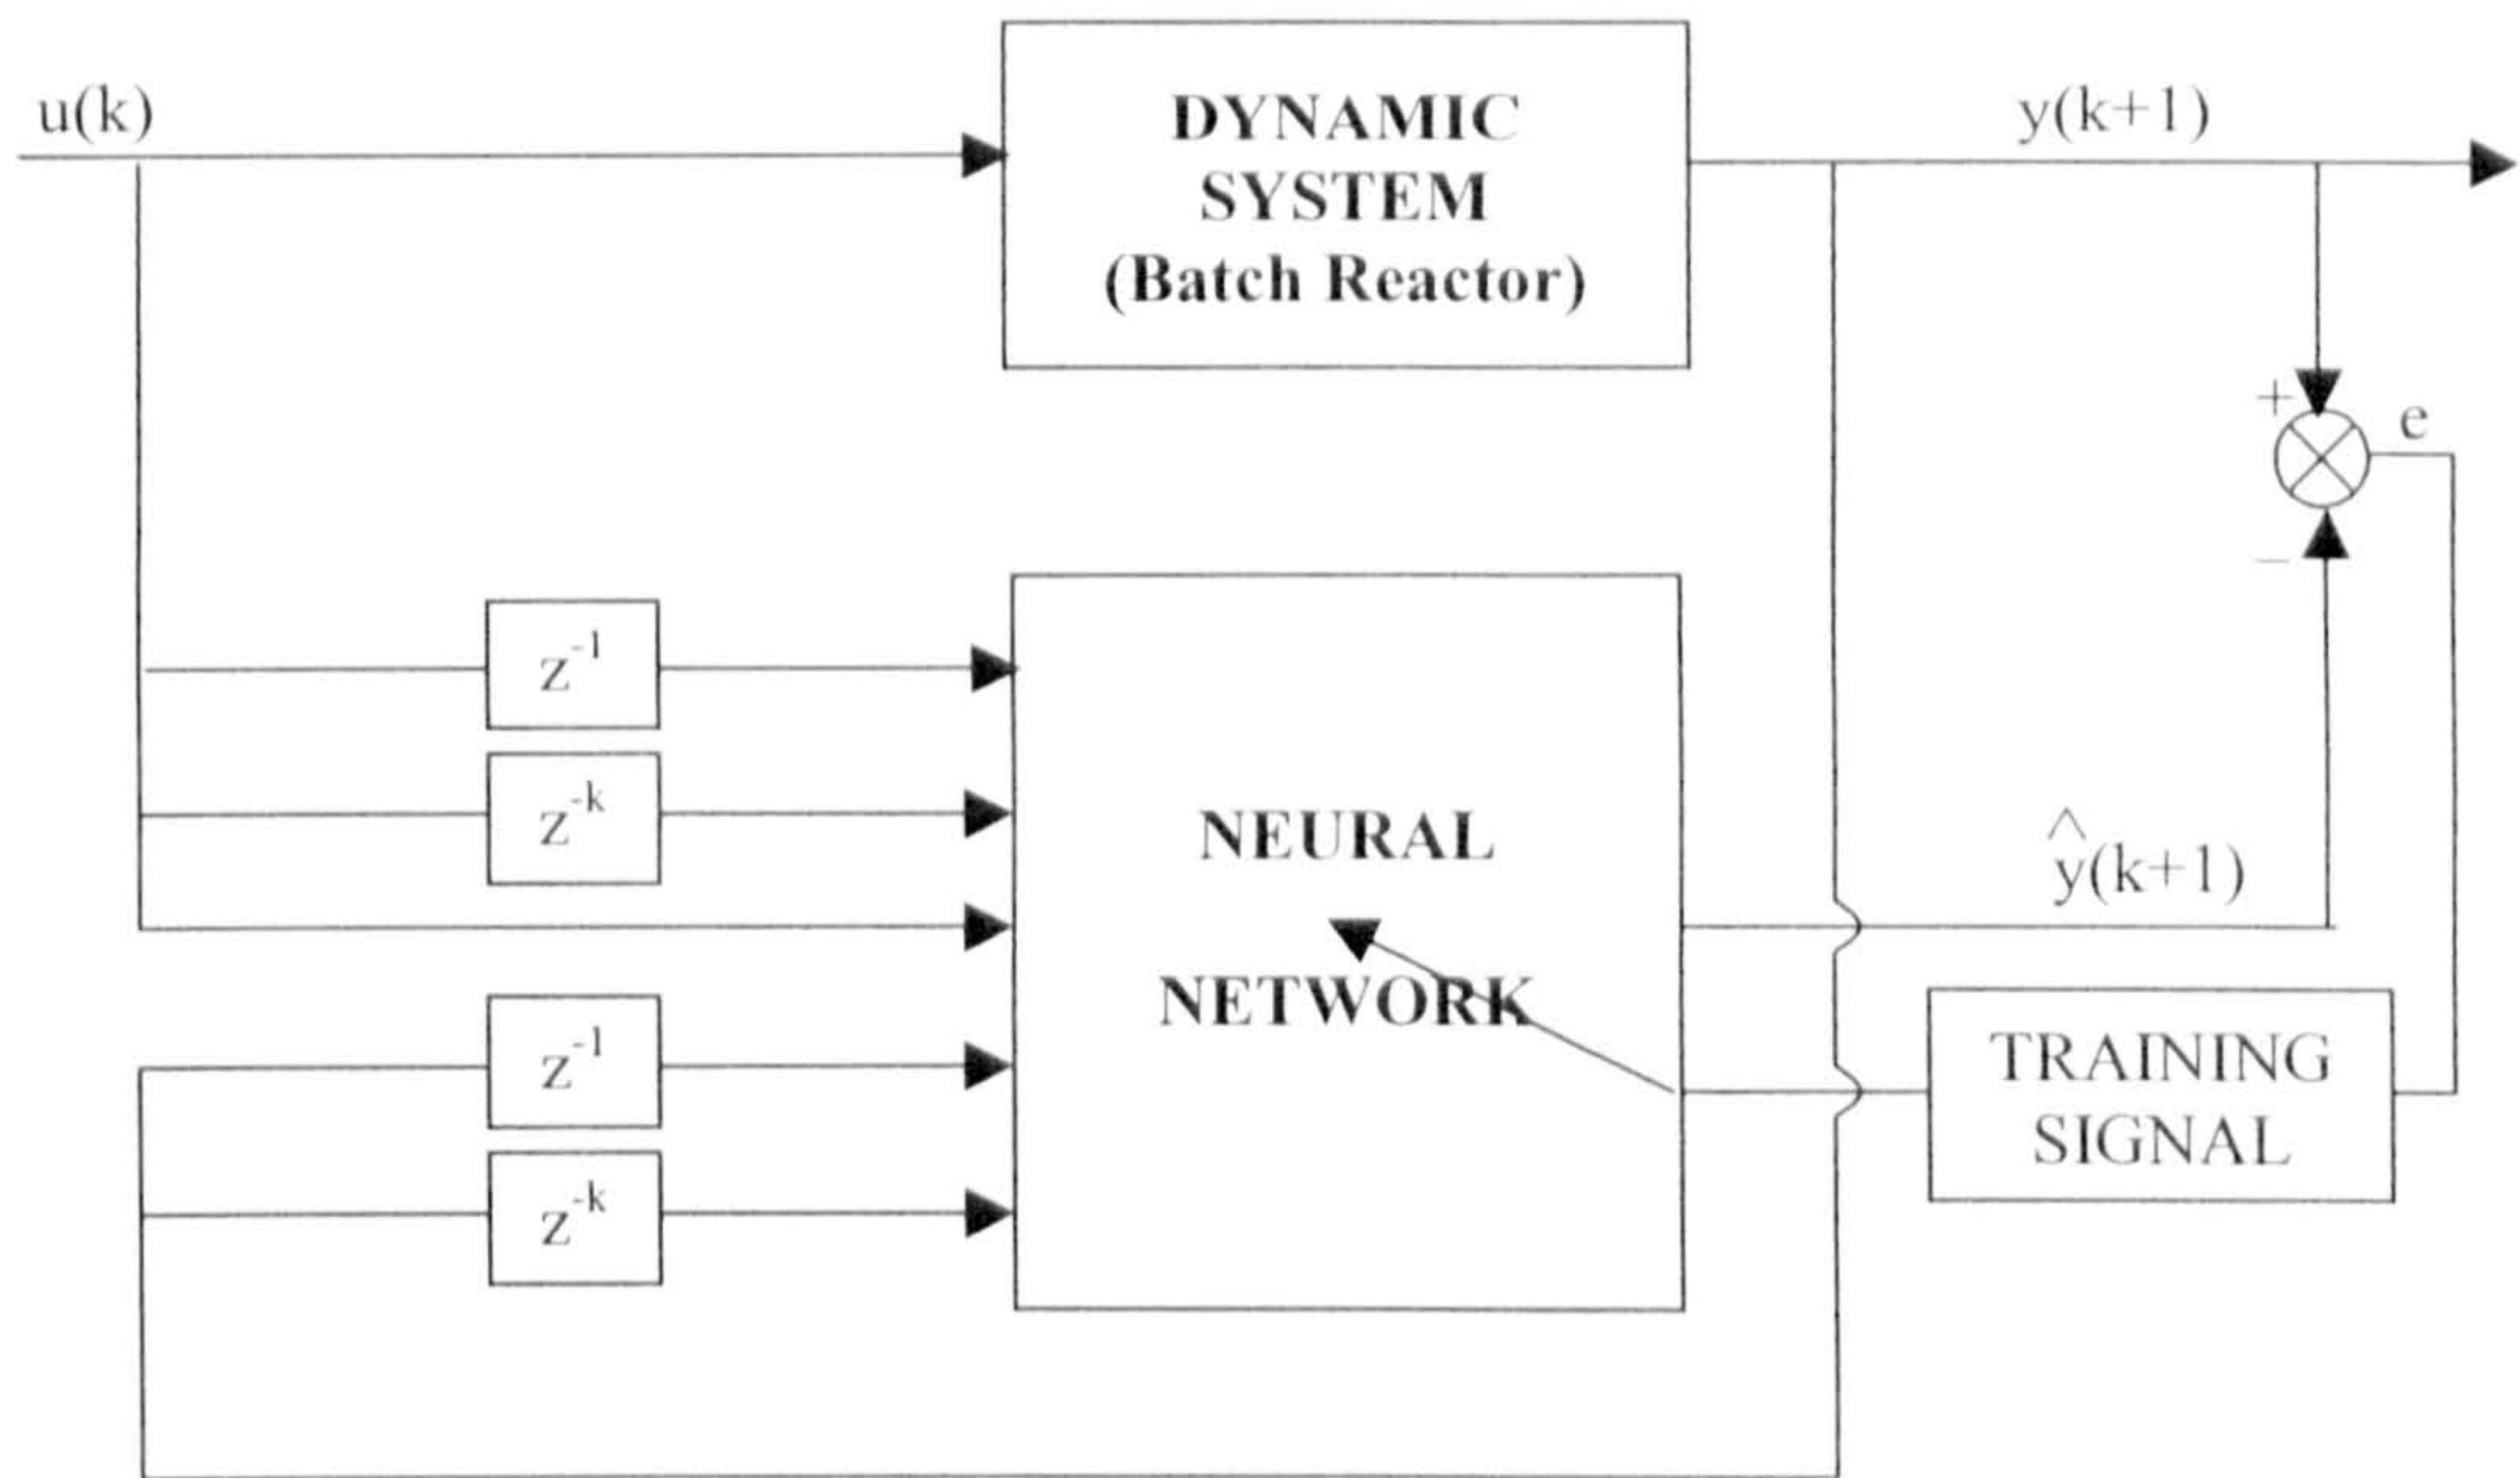 u(k)
DYNAMIC
SYSTEM
(Batch Reactor)
y(k+1)
+
e
−
z⁻¹
z⁻ᵏ
NEURAL
NETWORK
ŷ(k+1)
z⁻¹
z⁻ᵏ
TRAINING
SIGNAL